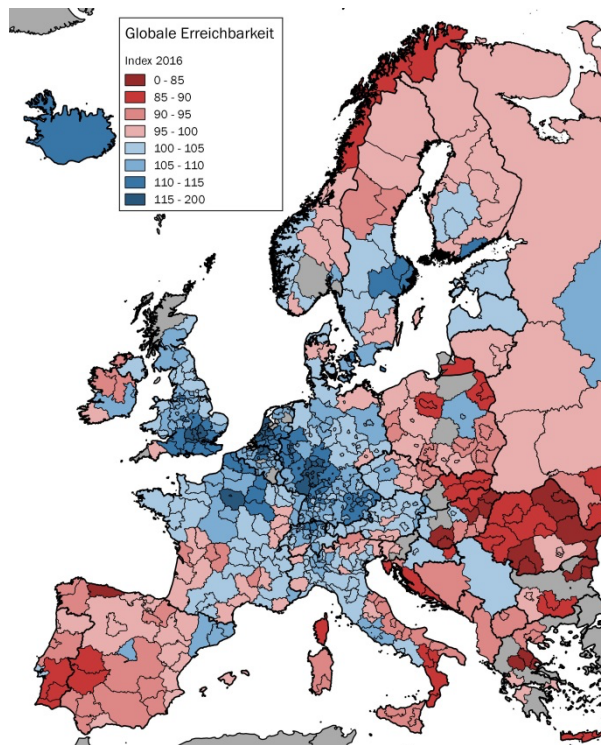 Globale Erreichbarkeit
Index 2016
0 - 85
85 - 90
90 - 95
95 - 100
100 - 105
105 - 110
110 - 115
115 - 200